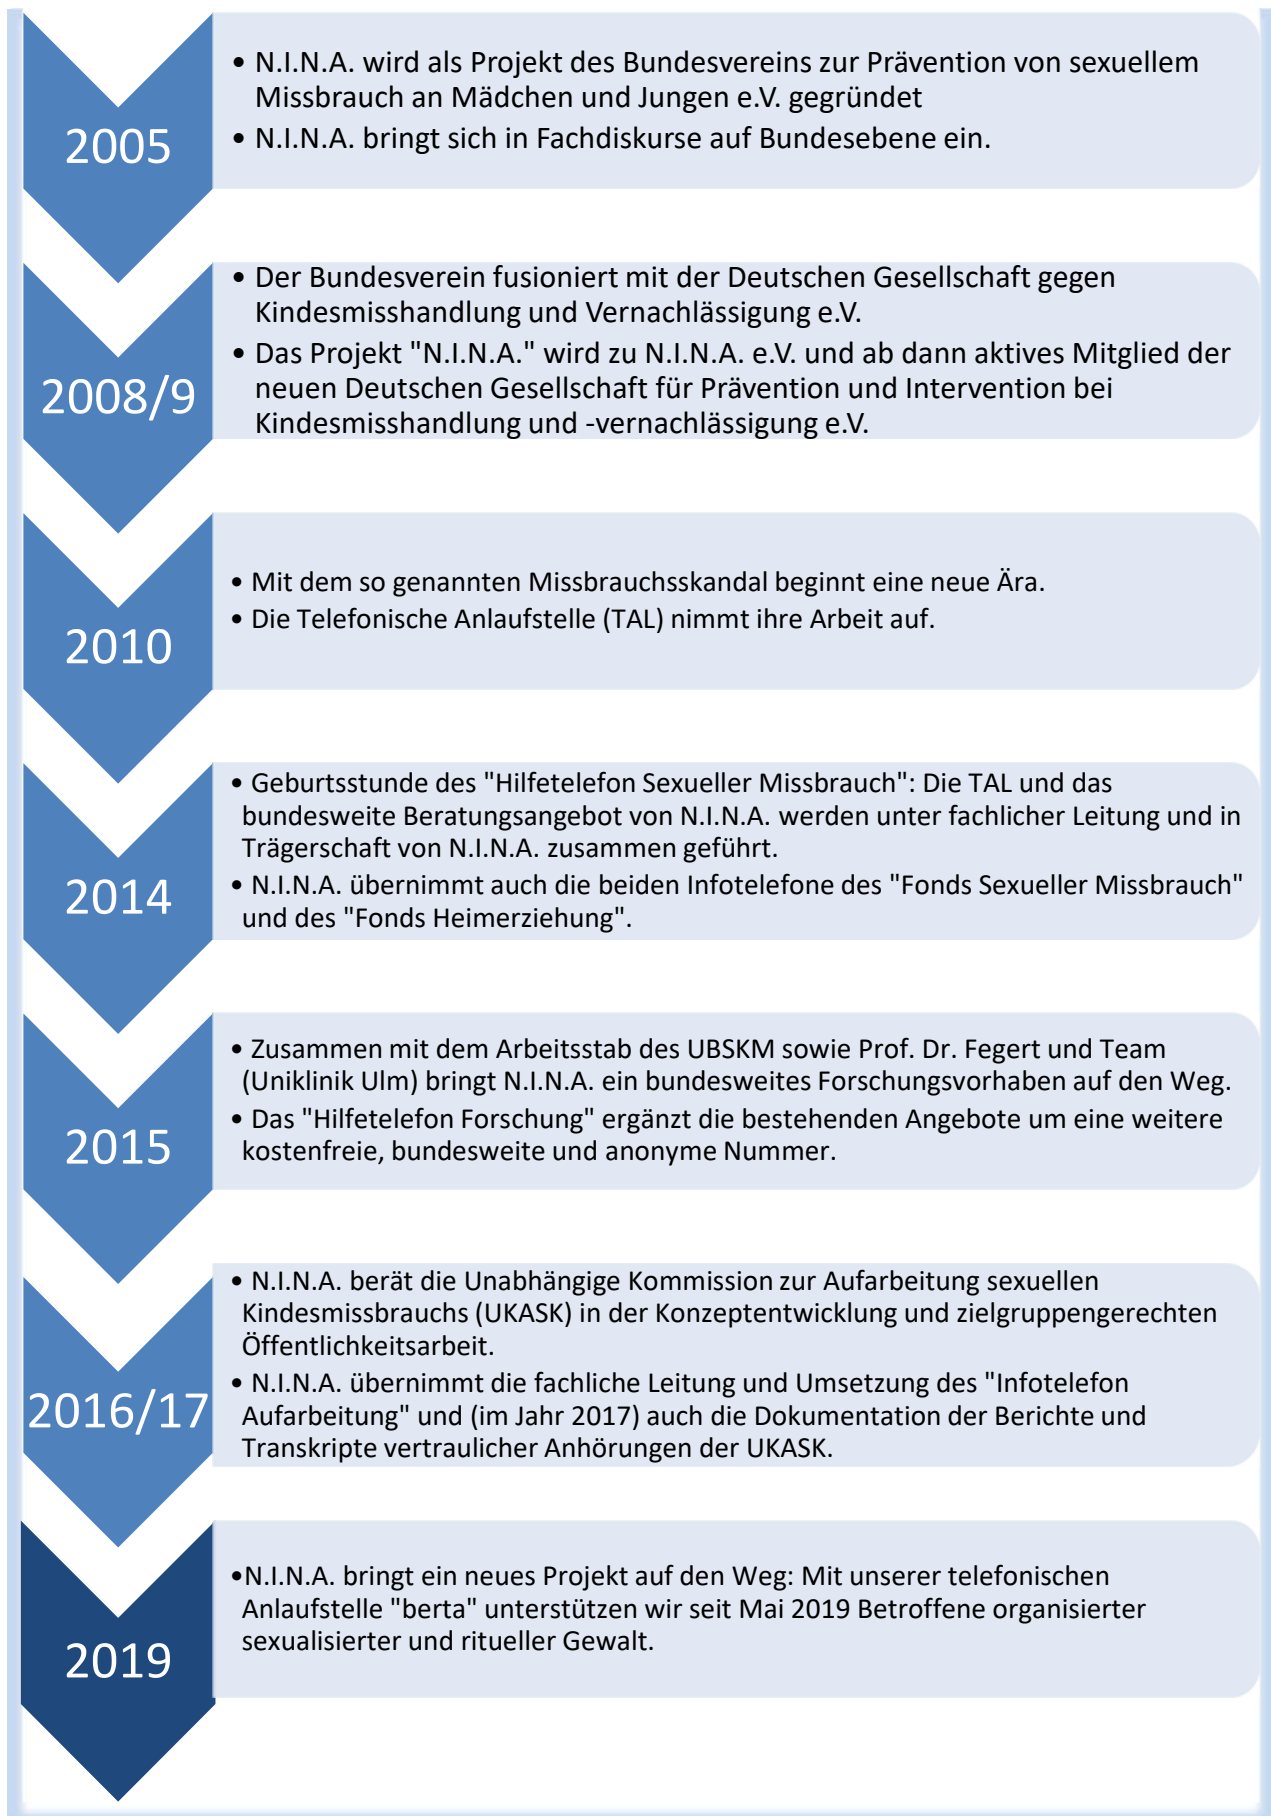 2005
• N.I.N.A. wird als Projekt des Bundesvereins zur Prävention von sexuellem
Missbrauch an Mädchen und Jungen e.V. gegründet
• N.I.N.A. bringt sich in Fachdiskurse auf Bundesebene ein.
2008/9
• Der Bundesverein fusioniert mit der Deutschen Gesellschaft gegen
Kindesmisshandlung und Vernachlässigung e.V.
• Das Projekt "N.I.N.A." wird zu N.I.N.A. e.V. und ab dann aktives Mitglied der
neuen Deutschen Gesellschaft für Prävention und Intervention bei
Kindesmisshandlung und -vernachlässigung e.V.
2010
• Mit dem so genannten Missbrauchsskandal beginnt eine neue Ära.
• Die Telefonische Anlaufstelle (TAL) nimmt ihre Arbeit auf.
2014
• Geburtsstunde des "Hilfetelefon Sexueller Missbrauch": Die TAL und das
bundesweite Beratungsangebot von N.I.N.A. werden unter fachlicher Leitung und in
Trägerschaft von N.I.N.A. zusammen geführt.
• N.I.N.A. übernimmt auch die beiden Infotelefone des "Fonds Sexueller Missbrauch"
und des "Fonds Heimerziehung".
2015
• Zusammen mit dem Arbeitsstab des UBSKM sowie Prof. Dr. Fegert und Team
(Uniklinik Ulm) bringt N.I.N.A. ein bundesweites Forschungsvorhaben auf den Weg.
• Das "Hilfetelefon Forschung" ergänzt die bestehenden Angebote um eine weitere
kostenfreie, bundesweite und anonyme Nummer.
2016/17
• N.I.N.A. berät die Unabhängige Kommission zur Aufarbeitung sexuellen
Kindesmissbrauchs (UKASK) in der Konzeptentwicklung und zielgruppengerechten
Öffentlichkeitsarbeit.
• N.I.N.A. übernimmt die fachliche Leitung und Umsetzung des "Infotelefon
Aufarbeitung" und (im Jahr 2017) auch die Dokumentation der Berichte und
Transkripte vertraulicher Anhörungen der UKASK.
2019
•N.I.N.A. bringt ein neues Projekt auf den Weg: Mit unserer telefonischen
Anlaufstelle "berta" unterstützen wir seit Mai 2019 Betroffene organisierter
sexualisierter und ritueller Gewalt.